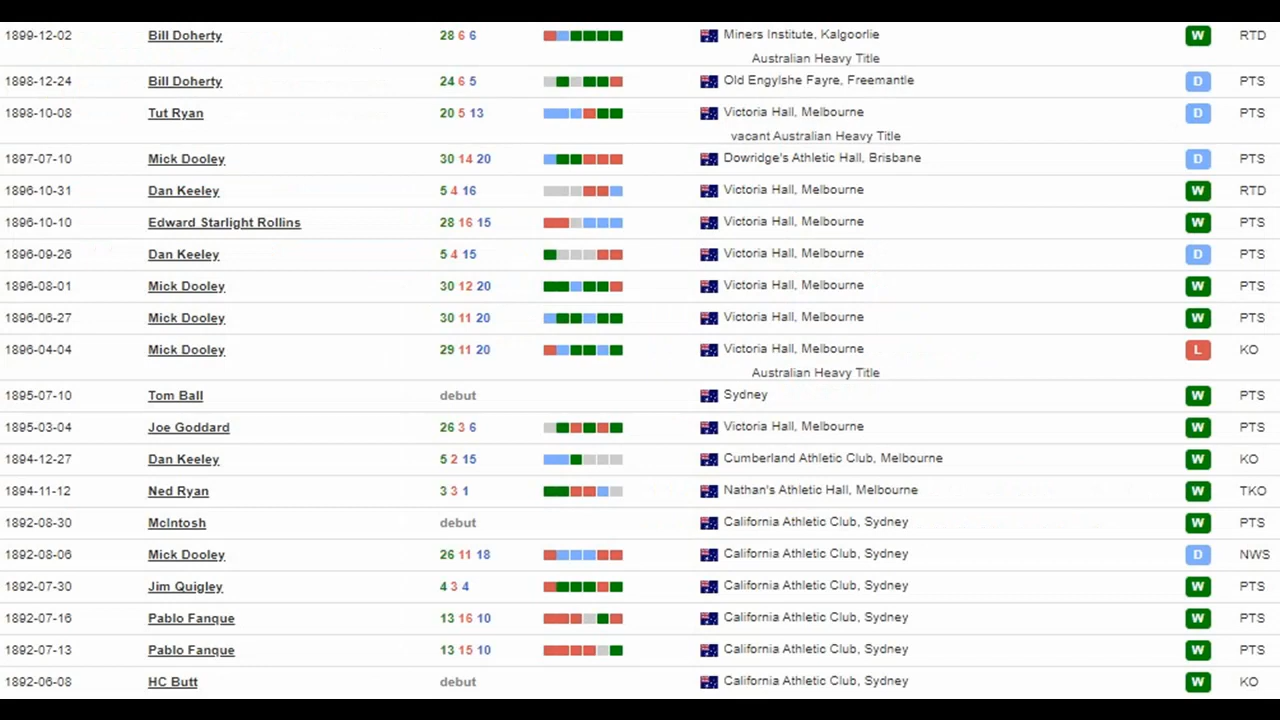 1899-12-02 Bill Doherty 28 6 6 Miners Institute, Kalgoorlie W RTD
Australian Heavy Title
1898-12-24 Bill Doherty 24 6 5 Old Engylshe Fayre, Freemantle D PTS
1898-10-08 Tut Ryan 20 5 13 Victoria Hall, Melbourne D PTS
vacant Australian Heavy Title
1897-07-10 Mick Dooley 30 14 20 Dowridge's Athletic Hall, Brisbane D PTS
1896-10-31 Dan Keeley 5 4 16 Victoria Hall, Melbourne W RTD
1896-10-10 Edward Starlight Rollins 28 16 15 Victoria Hall, Melbourne W PTS
1896-09-26 Dan Keeley 5 4 15 Victoria Hall, Melbourne D PTS
1896-08-01 Mick Dooley 30 12 20 Victoria Hall, Melbourne W PTS
1896-06-27 Mick Dooley 30 11 20 Victoria Hall, Melbourne W PTS
1896-04-04 Mick Dooley 29 11 20 Victoria Hall, Melbourne L KO
Australian Heavy Title
1895-07-10 Tom Ball debut Sydney W PTS
1895-03-04 Joe Goddard 26 3 6 Victoria Hall, Melbourne W PTS
1894-12-27 Dan Keeley 5 2 15 Cumberland Athletic Club, Melbourne W KO
1894-11-12 Ned Ryan 3 3 1 Nathan's Athletic Hall, Melbourne W TKO
1892-08-30 McIntosh debut California Athletic Club, Sydney W PTS
1892-08-06 Mick Dooley 26 11 18 California Athletic Club, Sydney D NWS
1892-07-30 Jim Quigley 4 3 4 California Athletic Club, Sydney W PTS
1892-07-16 Pablo Fanque 13 16 10 California Athletic Club, Sydney W PTS
1892-07-13 Pablo Fanque 13 15 10 California Athletic Club, Sydney W PTS
1892-06-08 HC Butt debut California Athletic Club, Sydney W KO